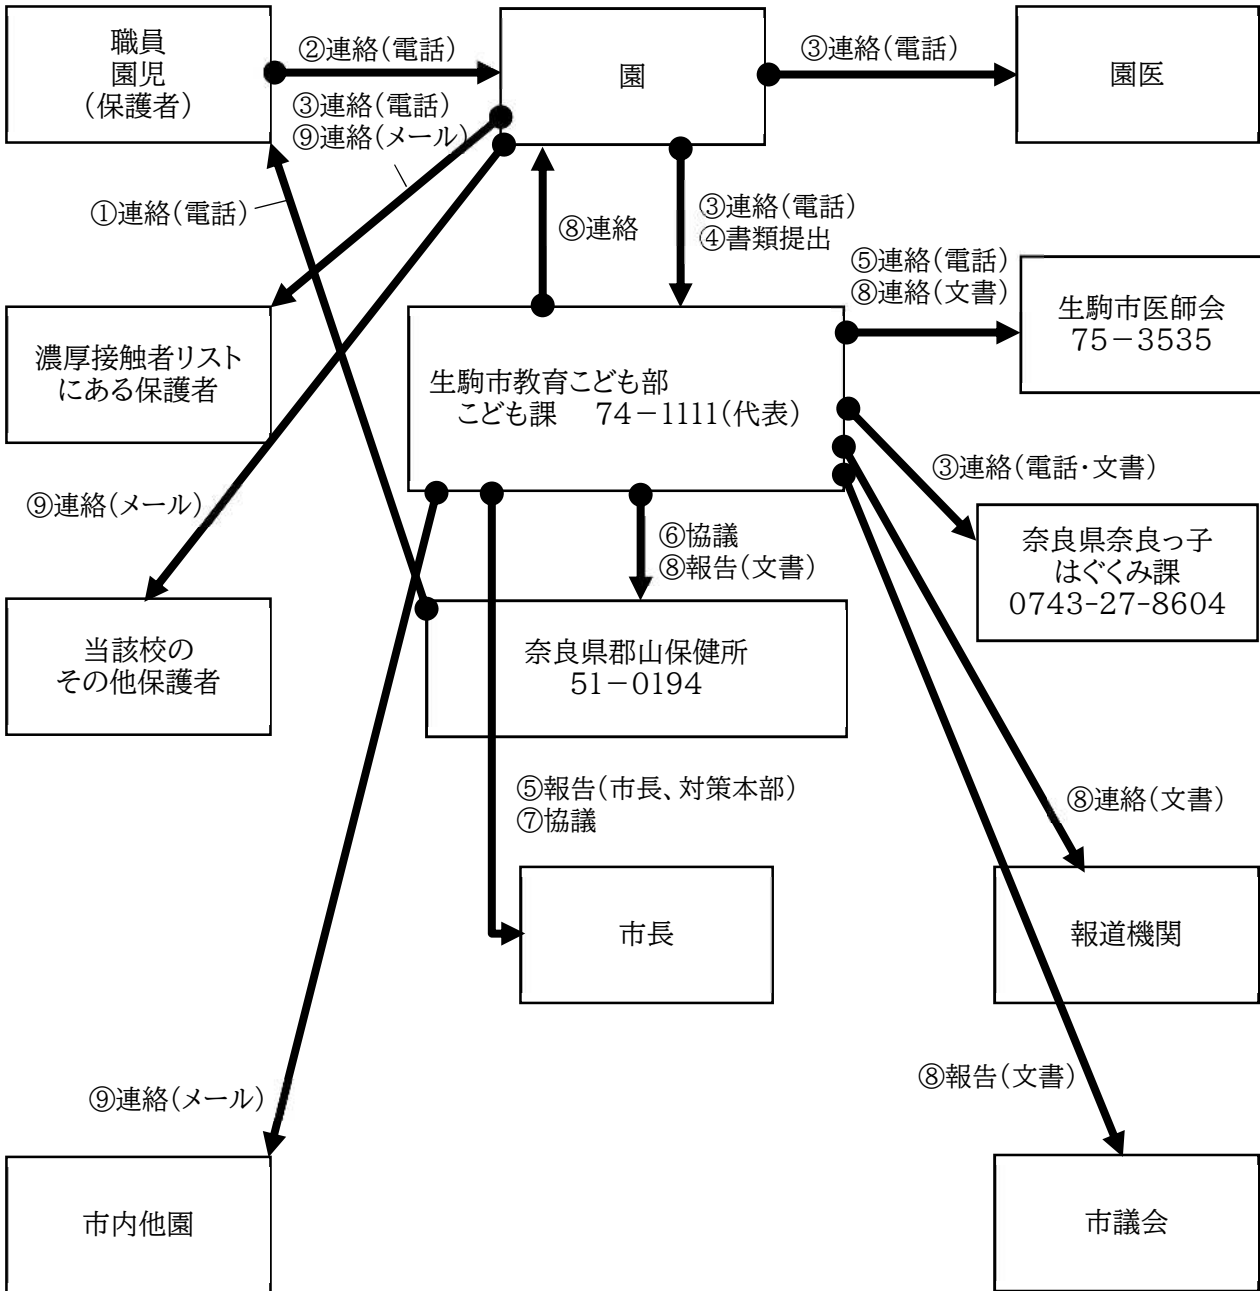 職員
園児
(保護者)
②連絡(電話)
園
③連絡(電話)
園医
③連絡(電話)
⑨連絡(メール)
①連絡(電話)
⑧連絡
③連絡(電話)
④書類提出
⑤連絡(電話)
⑧連絡(文書)
生駒市医師会
75-3535
濃厚接触者リスト
にある保護者
生駒市教育こども部
こども課 74-1111(代表)
③連絡(電話・文書)
⑨連絡(メール)
⑥協議
⑧報告(文書)
奈良県奈良っ子
はぐくみ課
0743-27-8604
当該校の
その他保護者
奈良県郡山保健所
51-0194
⑤報告(市長、対策本部)
⑦協議
⑧連絡(文書)
市長
報道機関
⑧報告(文書)
⑨連絡(メール)
市内他園
市議会